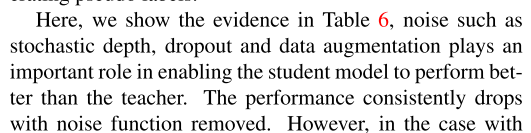 Here, we show the evidence in Table 6, noise such as
stochastic depth, dropout and data augmentation plays an
important role in enabling the student model to perform bet-
ter than the teacher. The performance consistently drops
with noise function removed. However, in the case with